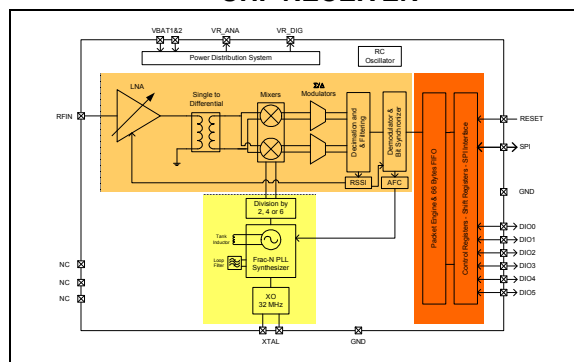 VBAT1&2 VR_ANA VR_DIG
Power Distribution System
RC
Oscillator
LNA
Single to
Differential
Mixers
Σ/Δ
Modulators
Decimation and
& Filtering
Demodulator &
Bit Synchronizer
RFIN
RSSI
AFC
Division by
2, 4 or 6
Tank
Inductor
Frac-N PLL
Synthesizer
Loop
Filter
XO
32 MHz
XTAL
GND
Packet Engine & 66 Bytes FIFO
Control Registers - Shift Registers - SPI Interface
RESET
SPI
GND
DIO0
DIO1
DIO2
DIO3
DIO4
DIO5
NC
NC
NC